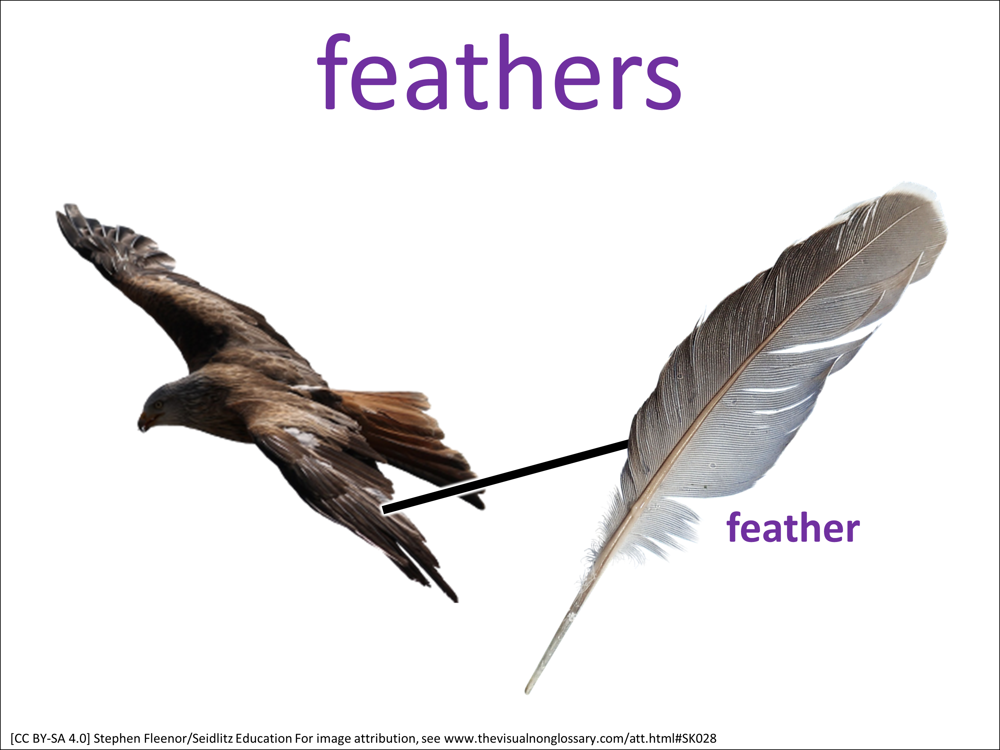 feathers
feather
[CC BY-SA 4.0] Stephen Fleenor/Seidlitz Education For image attribution, see www.thevisualnonglossary.com/att.html#SK028